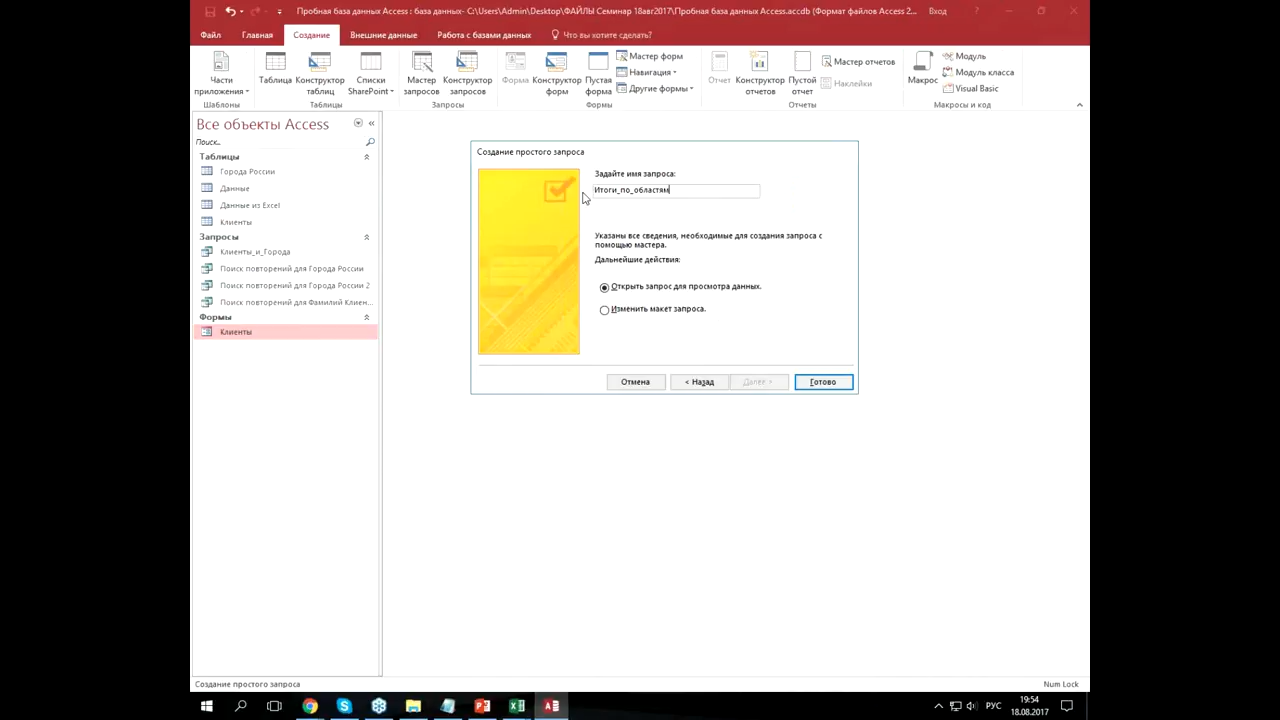 Пробная база данных Access : база данных- C:\Users\Admin\Desktop\ФАЙЛЫ Семинар 18авг2017\Пробная база данных Access.accdb (Формат файлов Access 2...
Вход
Файл Главная Создание Внешние данные Работа с базами данных Что вы хотите сделать?
Части приложения
Таблица
Конструктор таблиц
Списки SharePoint
Мастер запросов
Конструктор запросов
Форма
Конструктор форм
Пустая форма
Мастер форм
Навигация
Другие формы
Отчет
Конструктор отчетов
Пустой отчет
Мастер отчетов
Наклейки
Макрос
Модуль
Модуль класса
Visual Basic
Шаблоны Таблицы Запросы Формы Отчеты Макросы и код
Все объекты Access
Поиск...
Таблицы
Города России
Данные
Данные из Excel
Клиенты
Запросы
Клиенты_и_Города
Поиск повторений для Города России
Поиск повторений для Города России 2
Поиск повторений для Фамилий Клиен...
Формы
Клиенты
Создание простого запроса
Задайте имя запроса:
Итоги_по_областям
Указаны все сведения, необходимые для создания запроса с
помощью мастера.
Дальнейшие действия:
Открыть запрос для просмотра данных.
Изменить макет запроса.
Отмена < Назад Далее > Готово
Создание простого запроса
Num Lock
РУС
19:54
18.08.2017